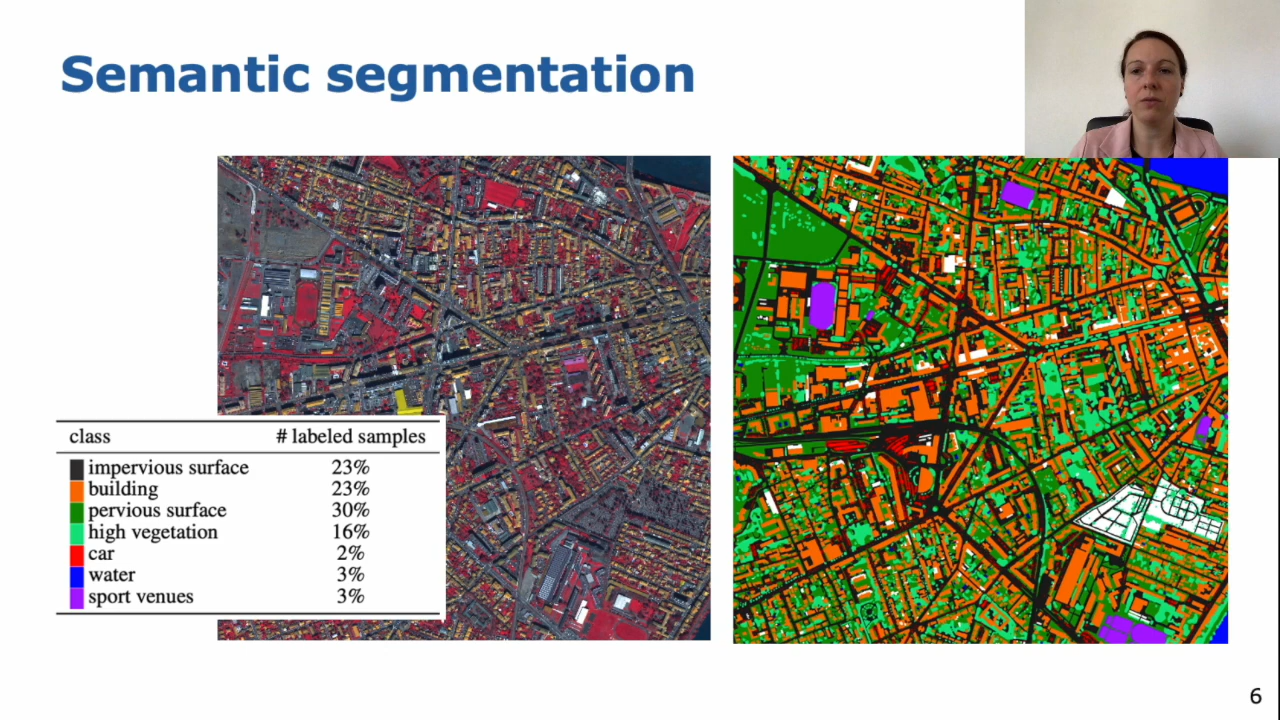 Semantic segmentation
class # labeled samples
impervious surface 23%
building 23%
pervious surface 30%
high vegetation 16%
car 2%
water 3%
sport venues 3%
6